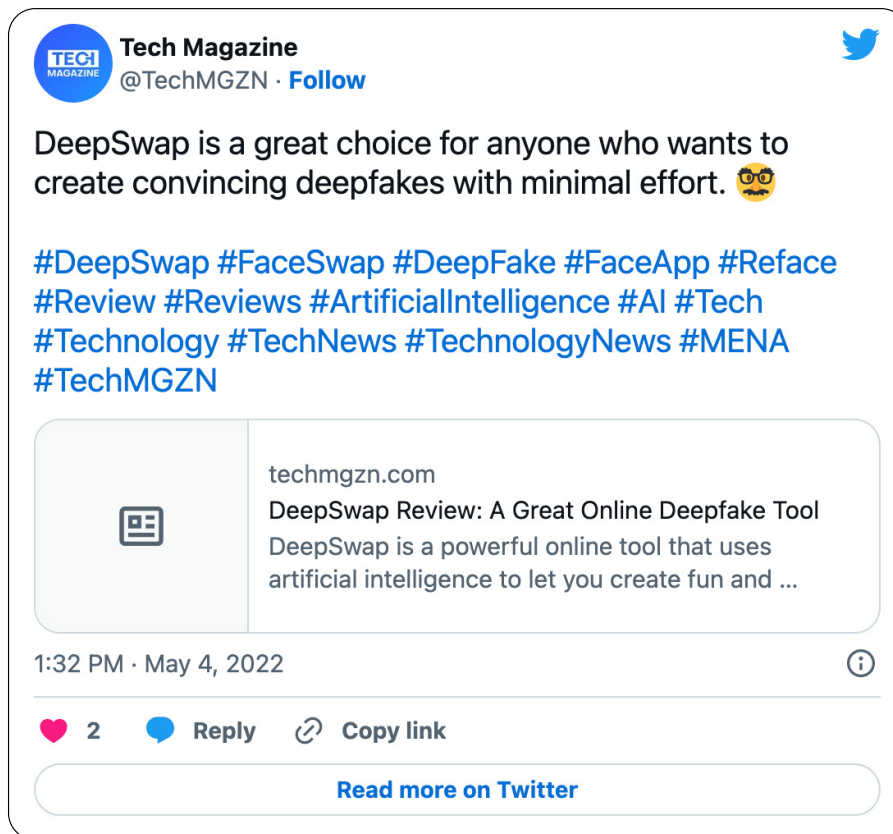 TECH
MAGAZINE
Tech Magazine
@TechMGZN · Follow
DeepSwap is a great choice for anyone who wants to
create convincing deepfakes with minimal effort. 🥸
#DeepSwap #FaceSwap #DeepFake #FaceApp #Reface
#Review #Reviews #ArtificialIntelligence #AI #Tech
#Technology #TechNews #TechnologyNews #MENA
#TechMGZN
techmgzn.com
DeepSwap Review: A Great Online Deepfake Tool
DeepSwap is a powerful online tool that uses
artificial intelligence to let you create fun and ...
1:32 PM · May 4, 2022
2 Reply Copy link
Read more on Twitter